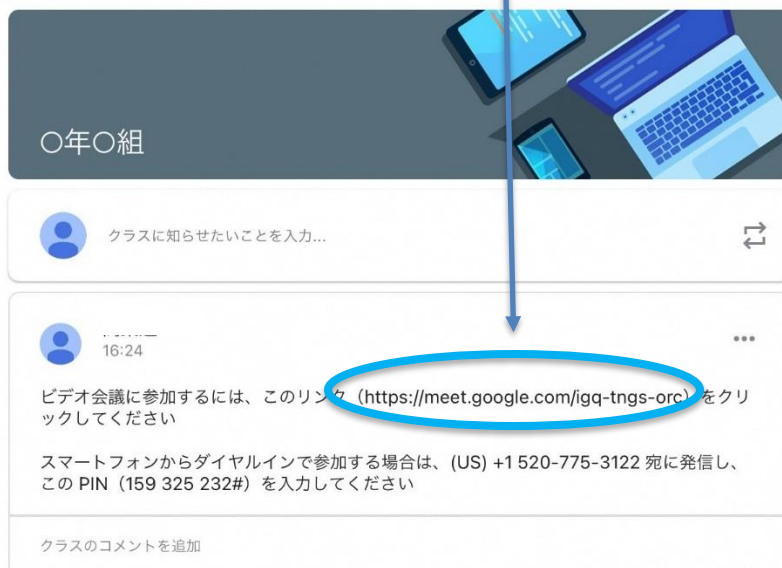 〇年〇組
クラスに知らせたいことを入力...
16:24
ビデオ会議に参加するには、このリンク（https://meet.google.com/igq-tngs-orc）をクリ
ックしてください
スマートフォンからダイヤルインで参加する場合は、(US) +1 520-775-3122 宛に発信し、
この PIN（159 325 232#）を入力してください
クラスのコメントを追加